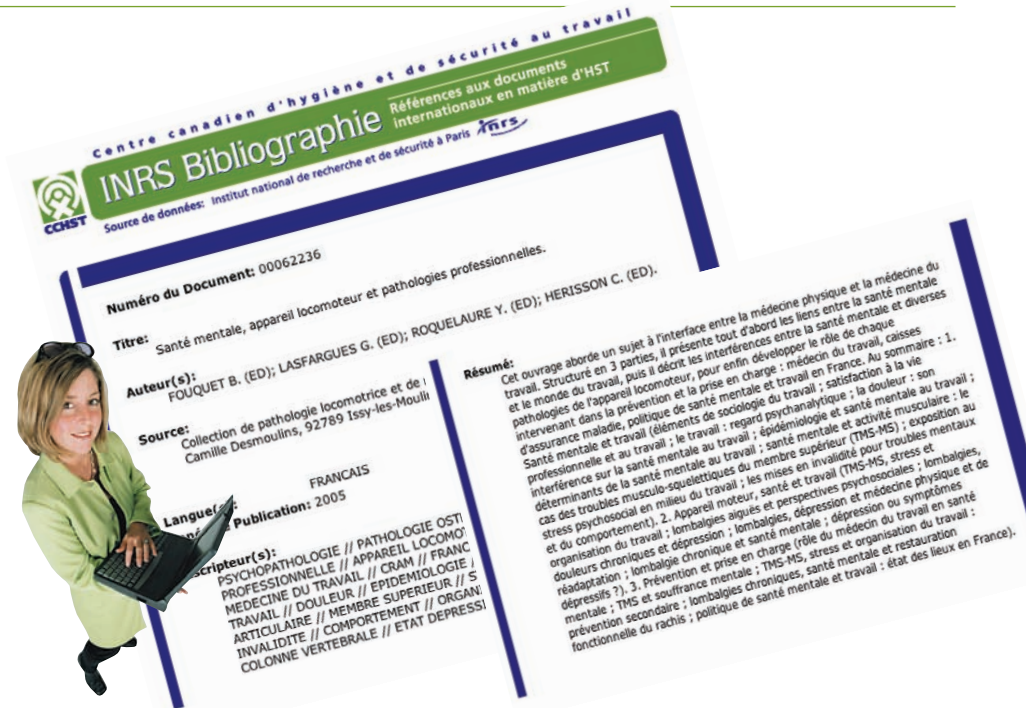 Centre canadien d'hygiène et de sécurité au travail
INRS Bibliographie
Références aux documents
internationaux en matière d'HST
CCHST
Source de données: Institut national de recherche et de sécurité à Paris inrs
Numéro du Document: 00062236
Titre:
Santé mentale, appareil locomoteur et pathologies professionnelles.
Auteur(s):
FOUQUET B. (ED); LASFARGUES G. (ED); ROQUELAURE Y. (ED); HERISSON C. (ED).
Source:
Collection de pathologie locomotrice et de
Camille Desmoulins, 92789 Issy-les-Moulin
Langue(
FRANCAIS
Publication: 2005
scripteur(s):
PSYCHOPATHOLOGIE // PATHOLOGIE OST
PROFESSIONNELLE // APPAREIL LOCOMOT
MEDECINE DU TRAVAIL // CRAM // FRANC
TRAVAIL // DOULEUR // EPIDEMIOLOGIE /
ARTICULAIRE // MEMBRE SUPERIEUR // S
INVALIDITE // COMPORTEMENT // ORGAN
COLONNE VERTEBRALE // ETAT DEPRESS
Résumé:
Cet ouvrage aborde un sujet à l'interface entre la médecine physique et la médecine du
travail. Structuré en 3 parties, il présente tout d'abord les liens entre la santé mentale
et le monde du travail, puis il décrit les interférences entre la santé mentale et diverses
pathologies de l'appareil locomoteur, pour enfin développer le rôle de chaque
intervenant dans la prévention et la prise en charge : médecin du travail, caisses
d'assurance maladie, politique de santé mentale et travail en France. Au sommaire : 1.
Santé mentale et travail (éléments de sociologie du travail ; satisfaction à la vie
professionnelle et au travail ; le travail : regard psychanalytique ; la douleur : son
interférence sur la santé mentale au travail ; épidémiologie et santé mentale au travail ;
déterminants de la santé mentale au travail ; santé mentale et activité musculaire : le
cas des troubles musculo-squelettiques du membre supérieur (TMS-MS) ; exposition au
stress psychosocial en milieu du travail ; les mises en invalidité pour troubles mentaux
et du comportement). 2. Appareil moteur, santé et travail (TMS-MS, stress et
organisation du travail ; lombalgies aiguës et perspectives psychosociales ; lombalgies,
douleurs chroniques et dépression ; lombalgies, dépression et médecine physique et de
réadaptation ; lombalgie chronique et santé mentale ; dépression ou symptômes
dépressifs ?). 3. Prévention et prise en charge (rôle du médecin du travail en santé
mentale ; TMS et souffrance mentale ; TMS-MS, stress et organisation du travail :
prévention secondaire ; lombalgies chroniques, santé mentale et restauration
fonctionnelle du rachis ; politique de santé mentale et travail : état des lieux en France).